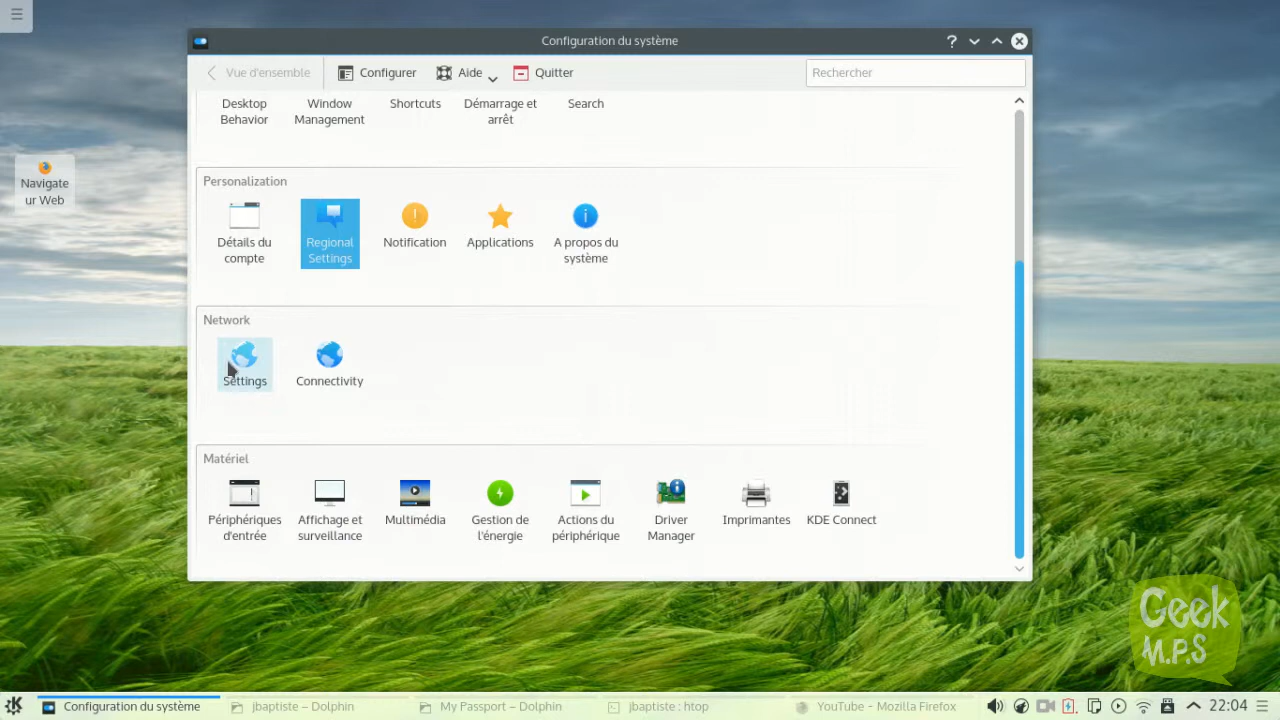 Configuration du système
?
Vue d'ensemble
Configurer
Aide
Quitter
Rechercher
Desktop
Behavior
Window
Management
Shortcuts
Démarrage et
arrêt
Search
Personalization
Détails du
compte
Regional
Settings
Notification
Applications
A propos du
système
Network
Settings
Connectivity
Matériel
Périphériques
d'entrée
Affichage et
surveillance
Multimédia
Gestion de
l'énergie
Actions du
périphérique
Driver
Manager
Imprimantes
KDE Connect
Navigate
ur Web
Geek
M.P.S
Configuration du système
jbaptiste – Dolphin
My Passport – Dolphin
jbaptiste : htop
YouTube - Mozilla Firefox
22:04